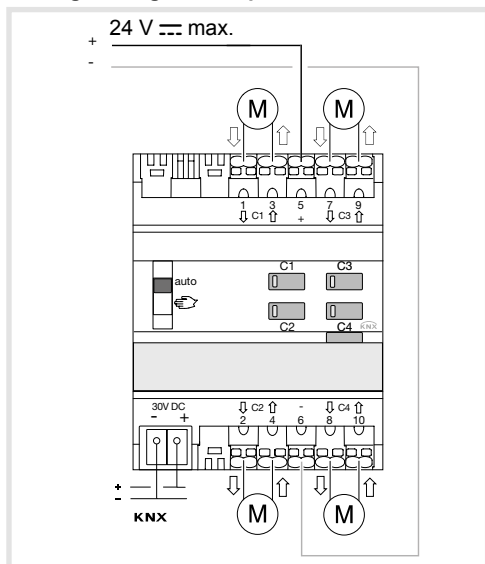 24 V ⎓ max.
+
-
M M
1 3 5 7 9
⇩ C1 ⇧ + ⇩ C3 ⇧
auto
C1 C3
C2 C4 KNX
30V DC
- +
⇩ C2 ⇧ - ⇩ C4 ⇧
2 4 6 8 10
+
-
KNX
M M